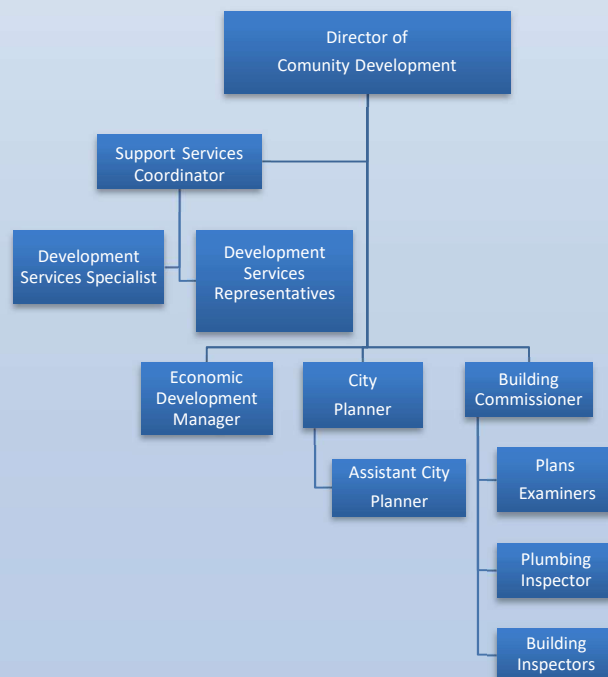 Director of
Comunity Development
Support Services
Coordinator
Development
Services Specialist
Development
Services
Representatives
Economic
Development
Manager
City
Planner
Building
Commissioner
Assistant City
Planner
Plans
Examiners
Plumbing
Inspector
Building
Inspectors